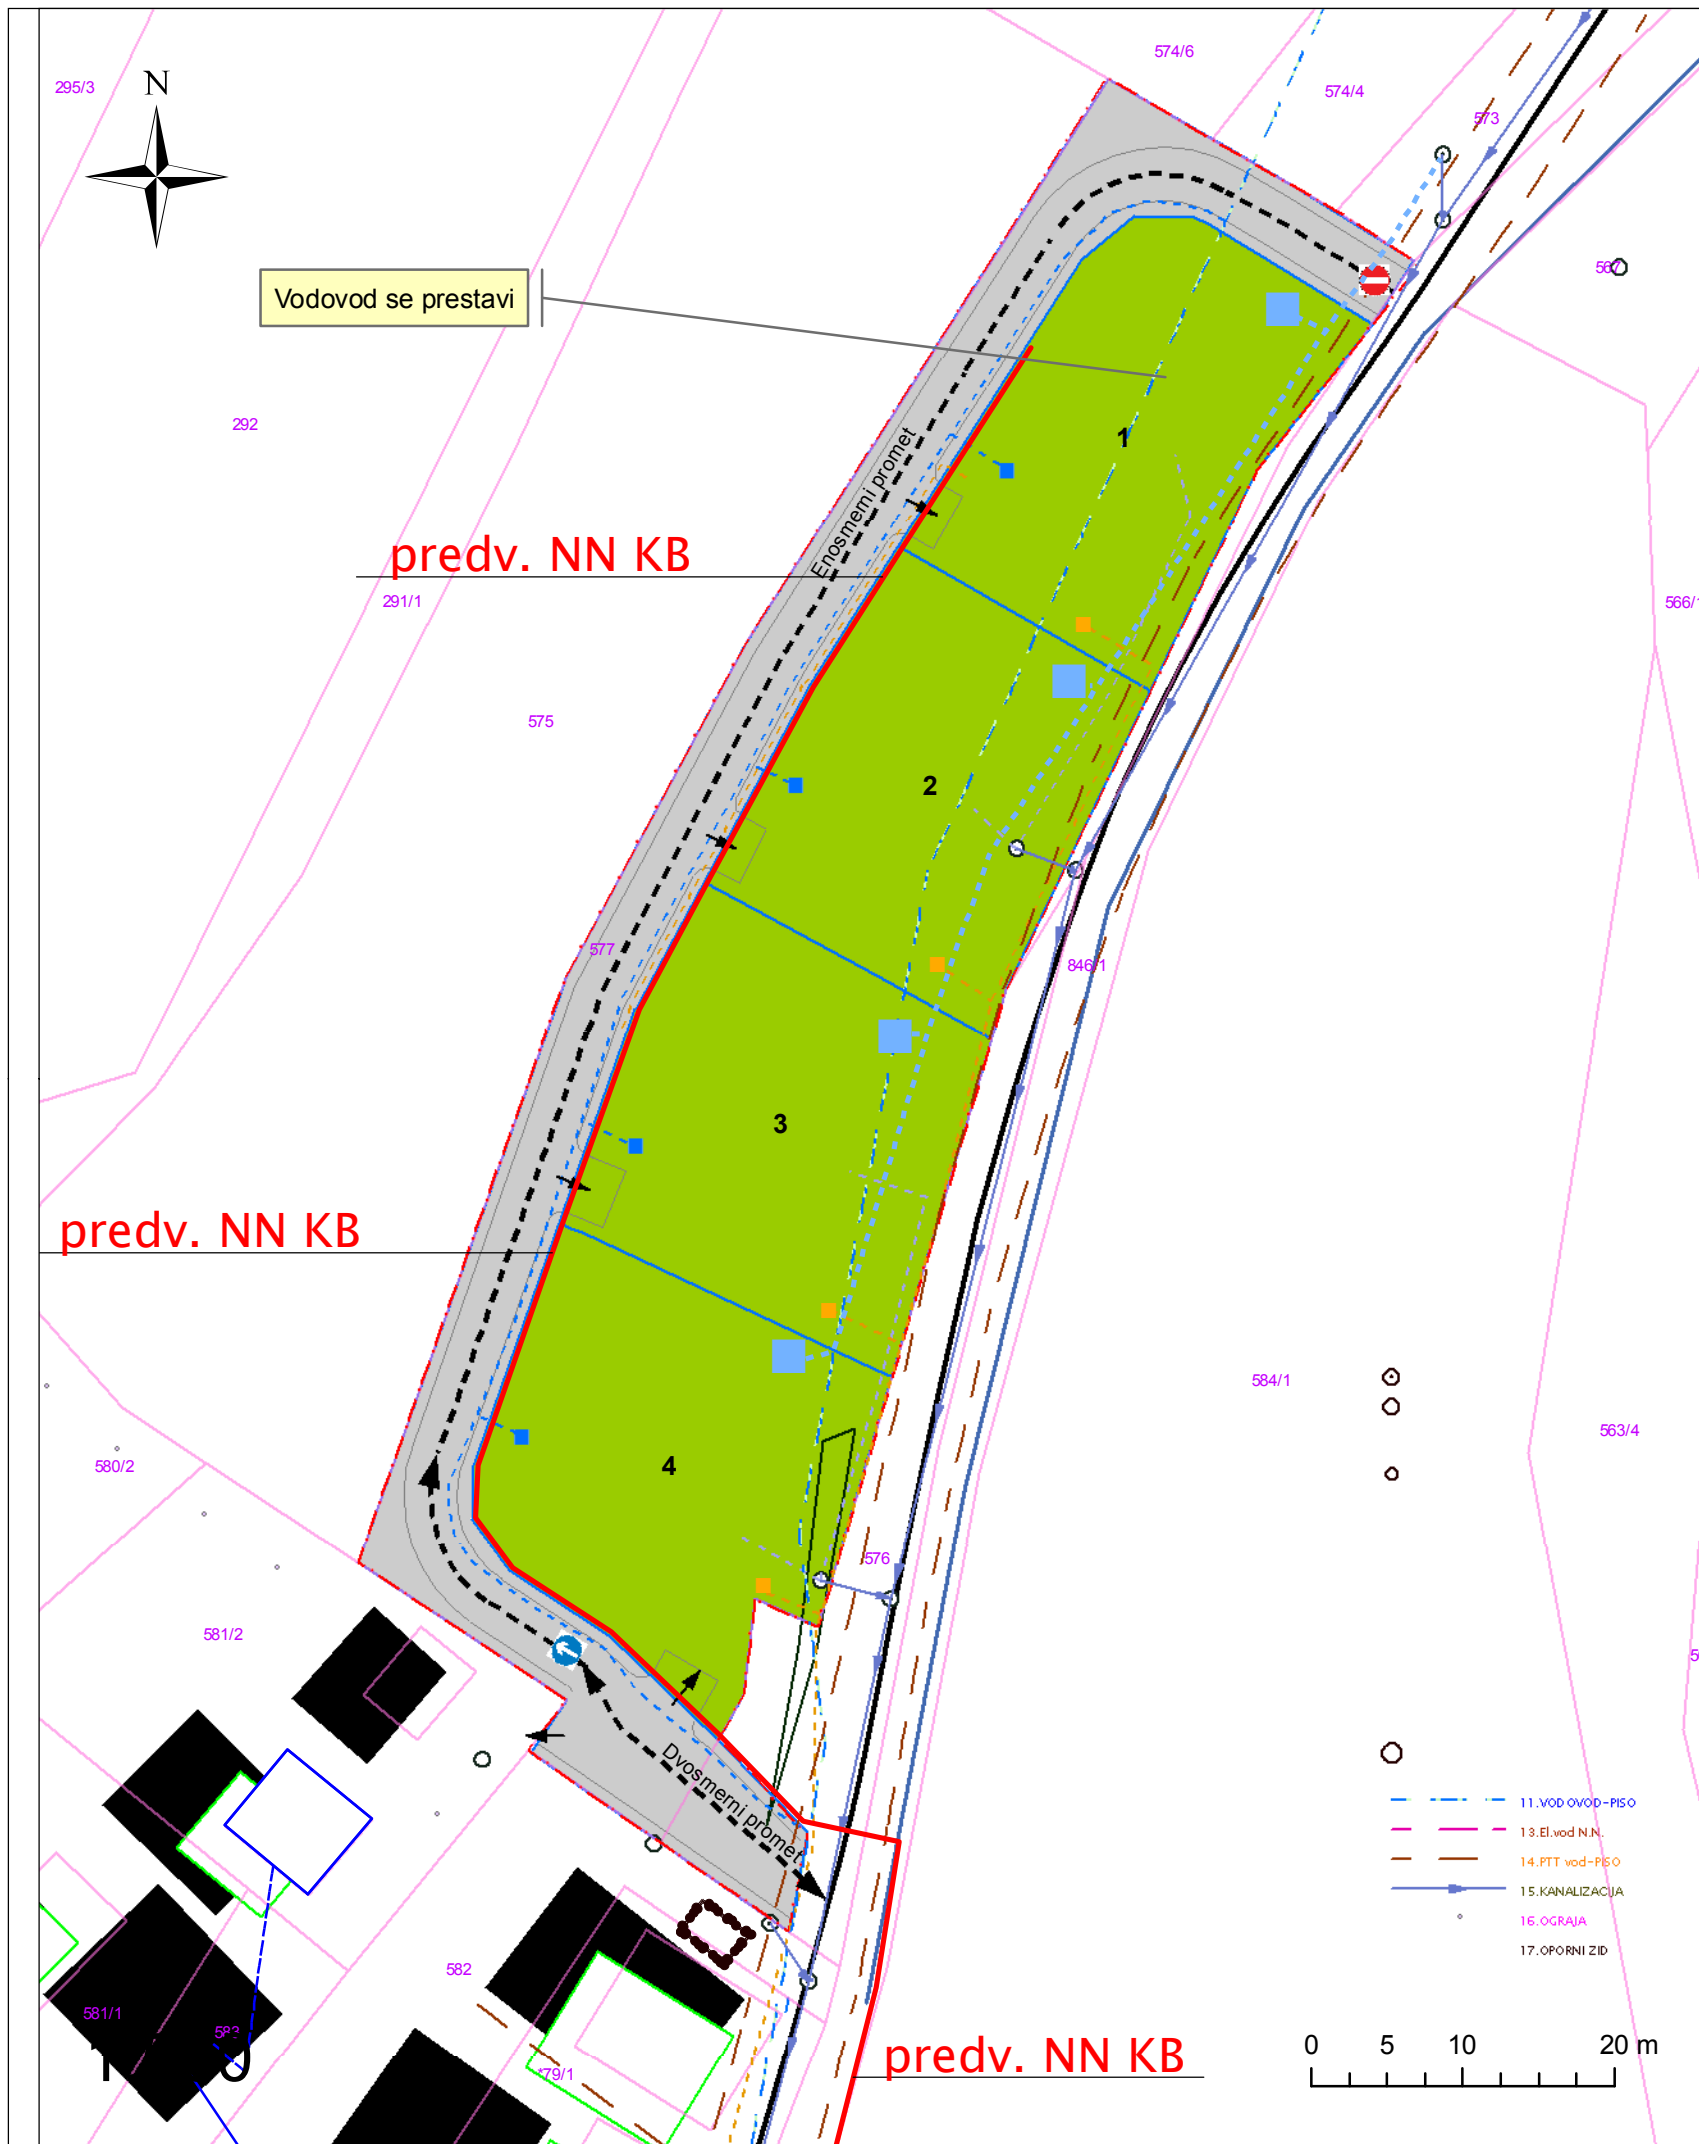 574/6
295/3
N
574/4
573
567
Vodovod se prestavi
292
1
Enosmerni promet
predv. NN KB
291/1
566/1
575
2
577
846/1
3
predv. NN KB
584/1
563/4
580/2
4
576
581/2
Dvosmerni promet
11.VODOVOD-PISO
13.El.vod N.N.
14.PTT vod-PISO
15.KANALIZACIJA
16.OGRAJA
17.OPORNI ZID
582
581/1
583
*79/1
predv. NN KB
0 5 10 20 m